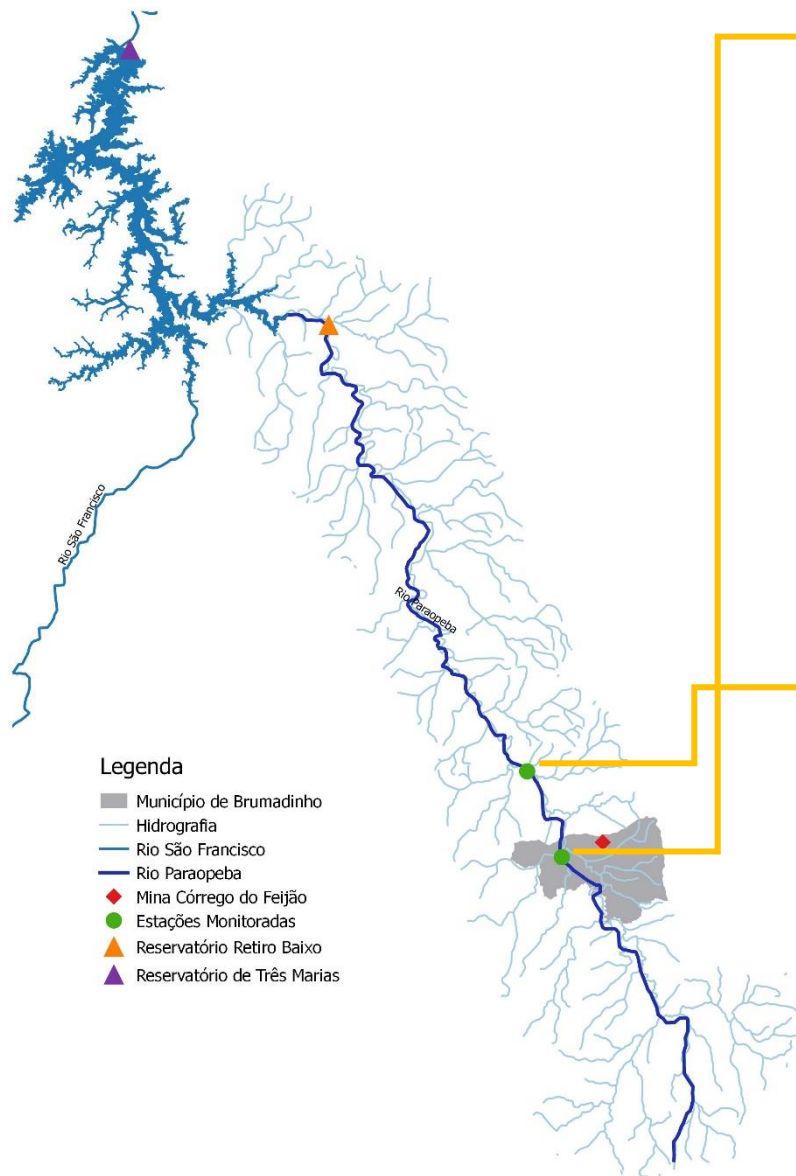 Rio São Francisco
Rio Paraopeba
Legenda
Município de Brumadinho
Hidrografia
Rio São Francisco
Rio Paraopeba
Mina Córrego do Feijão
Estações Monitoradas
Reservatório Retiro Baixo
Reservatório de Três Marias